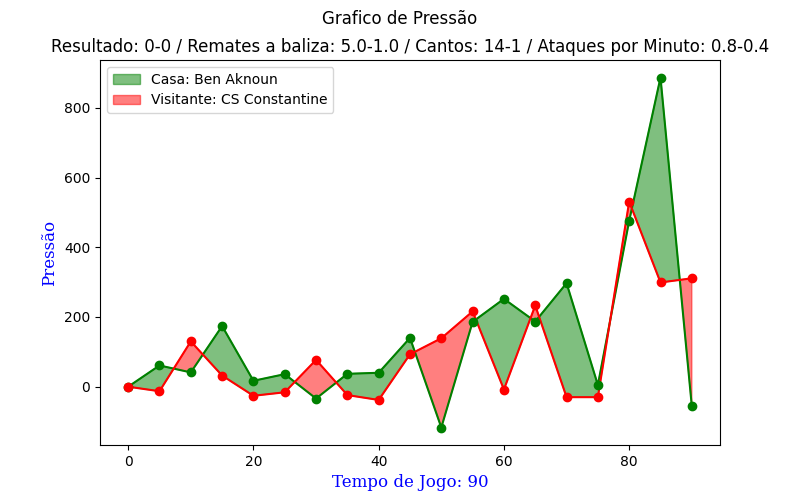 Grafico de Pressão
Resultado: 0-0 / Remates a baliza: 5.0-1.0 / Cantos: 14-1 / Ataques por Minuto: 0.8-0.4
Casa: Ben Aknoun
Visitante: CS Constantine
Pressão
800
600
400
200
0
0 20 40 60 80
Tempo de Jogo: 90